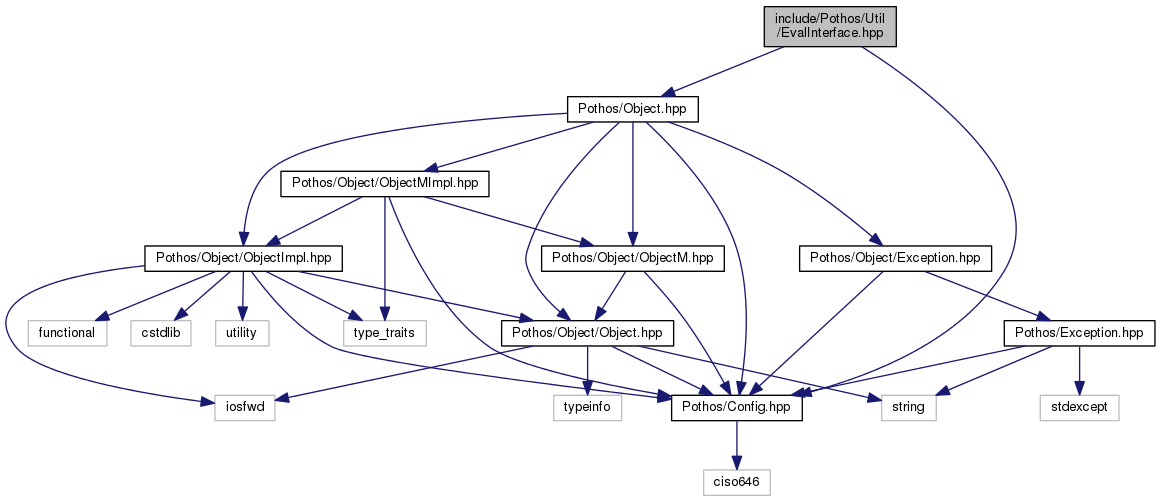 include/Pothos/Util
/EvalInterface.hpp
Pothos/Object.hpp
Pothos/Object/ObjectMImpl.hpp
Pothos/Object/ObjectImpl.hpp
Pothos/Object/ObjectM.hpp
Pothos/Object/Exception.hpp
functional
cstdlib
utility
type_traits
Pothos/Object/Object.hpp
Pothos/Exception.hpp
iosfwd
typeinfo
Pothos/Config.hpp
string
stdexcept
ciso646